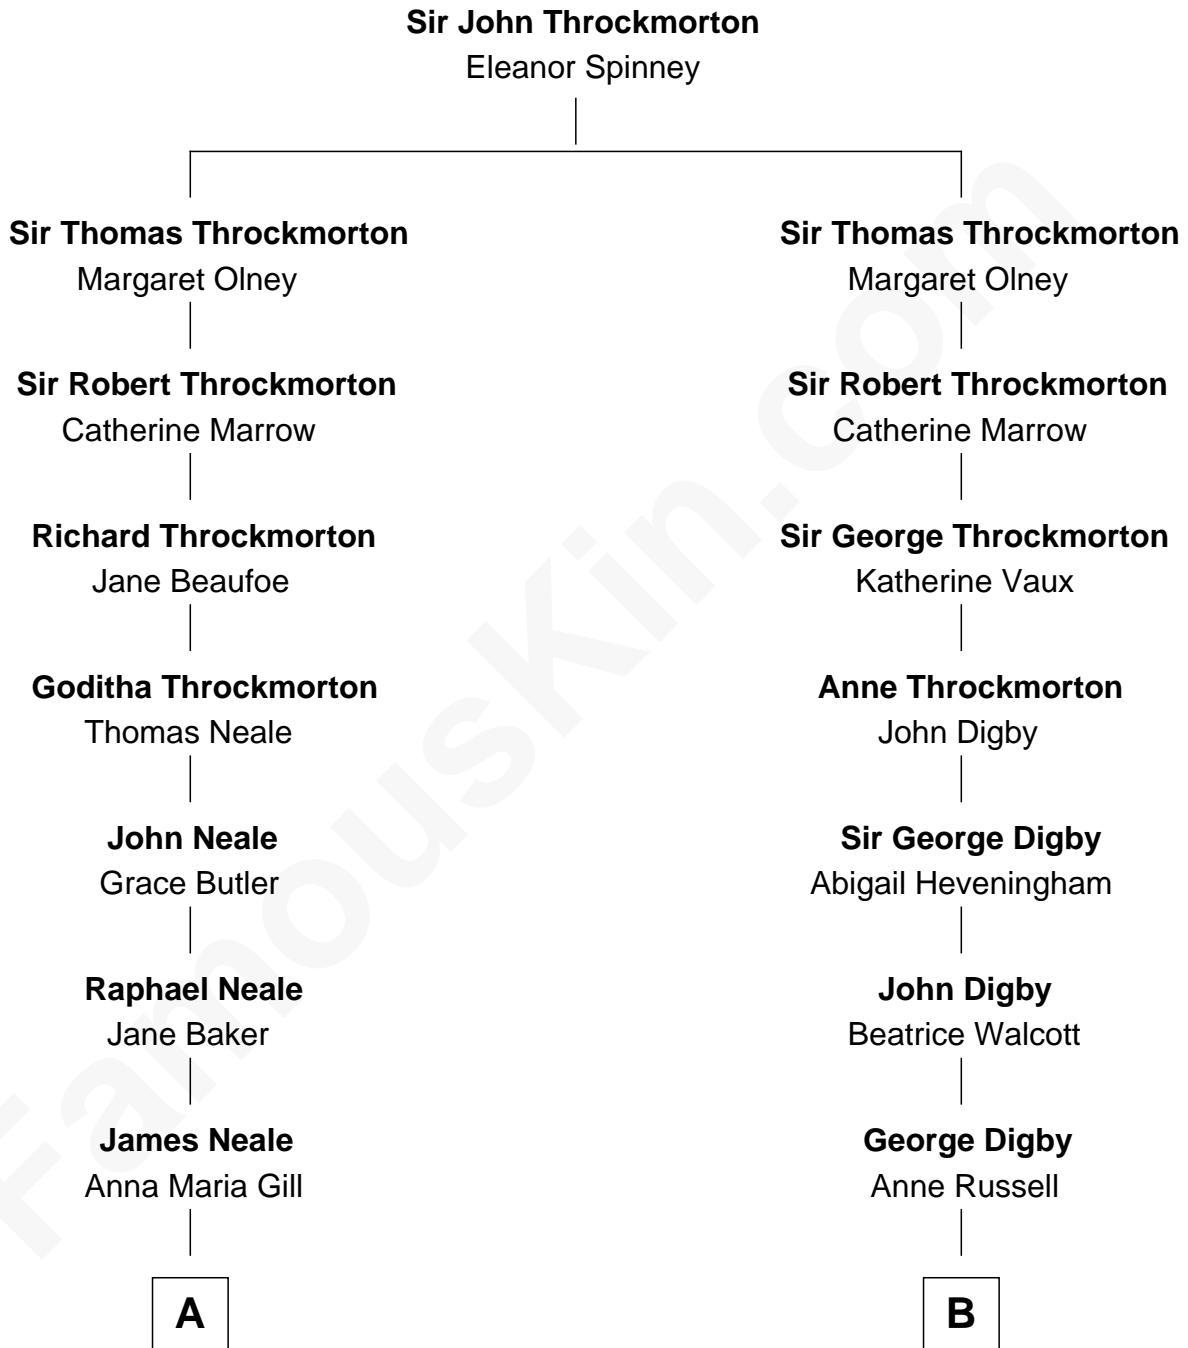 Sir John Throckmorton
Eleanor Spinney
Sir Thomas Throckmorton
Margaret Olney
Sir Robert Throckmorton
Catherine Marrow
Richard Throckmorton
Jane Beaufoe
Goditha Throckmorton
Thomas Neale
John Neale
Grace Butler
Raphael Neale
Jane Baker
James Neale
Anna Maria Gill
A
Sir Thomas Throckmorton
Margaret Olney
Sir Robert Throckmorton
Catherine Marrow
Sir George Throckmorton
Katherine Vaux
Anne Throckmorton
John Digby
Sir George Digby
Abigail Heveningham
John Digby
Beatrice Walcott
George Digby
Anne Russell
B
FamousKin.com